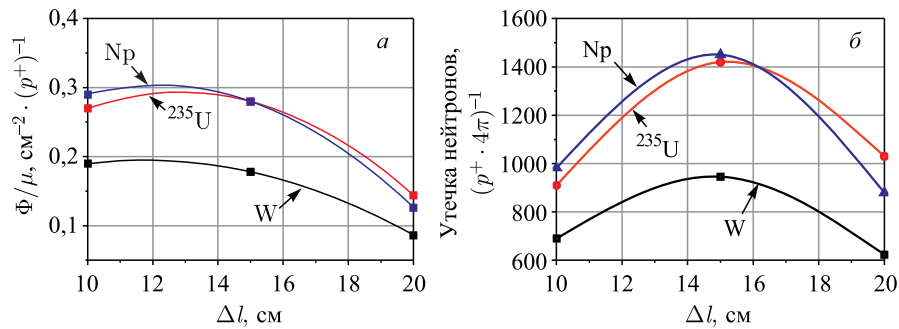 Φ/μ, см⁻² · (p⁺)⁻¹
0,4
0,3
0,2
0,1
10 12 14 16 18 20
Δl, см
а
Np
²³⁵U
W
Утечка нейтронов,
(p⁺ · 4π)⁻¹
1600
1400
1200
1000
800
600
10 12 14 16 18 20
Δl, см
б
Np
²³⁵U
W